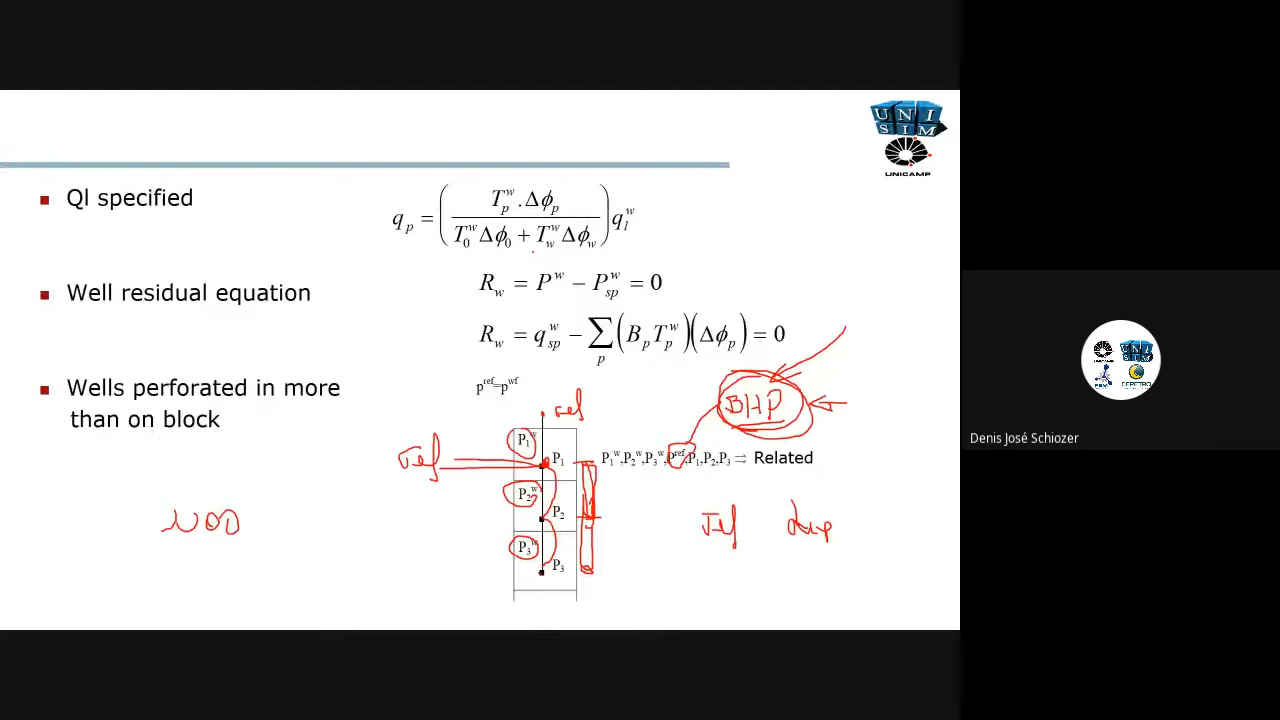 UNI
SIM
UNICAMP
Ql specified
q_p = ( T_p^w . Δϕ_p / T_0^w Δϕ_0 + T_w^w Δϕ_w ) q_l^w
Well residual equation
R_w = P^w − P_sp^w = 0
R_w = q_sp^w − ∑_p (B_p T_p^w)(Δϕ_p) = 0
Wells perforated in more
than on block
p^ref=p^wf
ref
BHP
P_1^w
P_1
P_1^w,P_2^w,P_3^w,P^ref,P_1,P_2,P_3 ⇒ Related
ref
P_2^w
P_2
ref
P_3^w
P_3
Denis José Schiozer